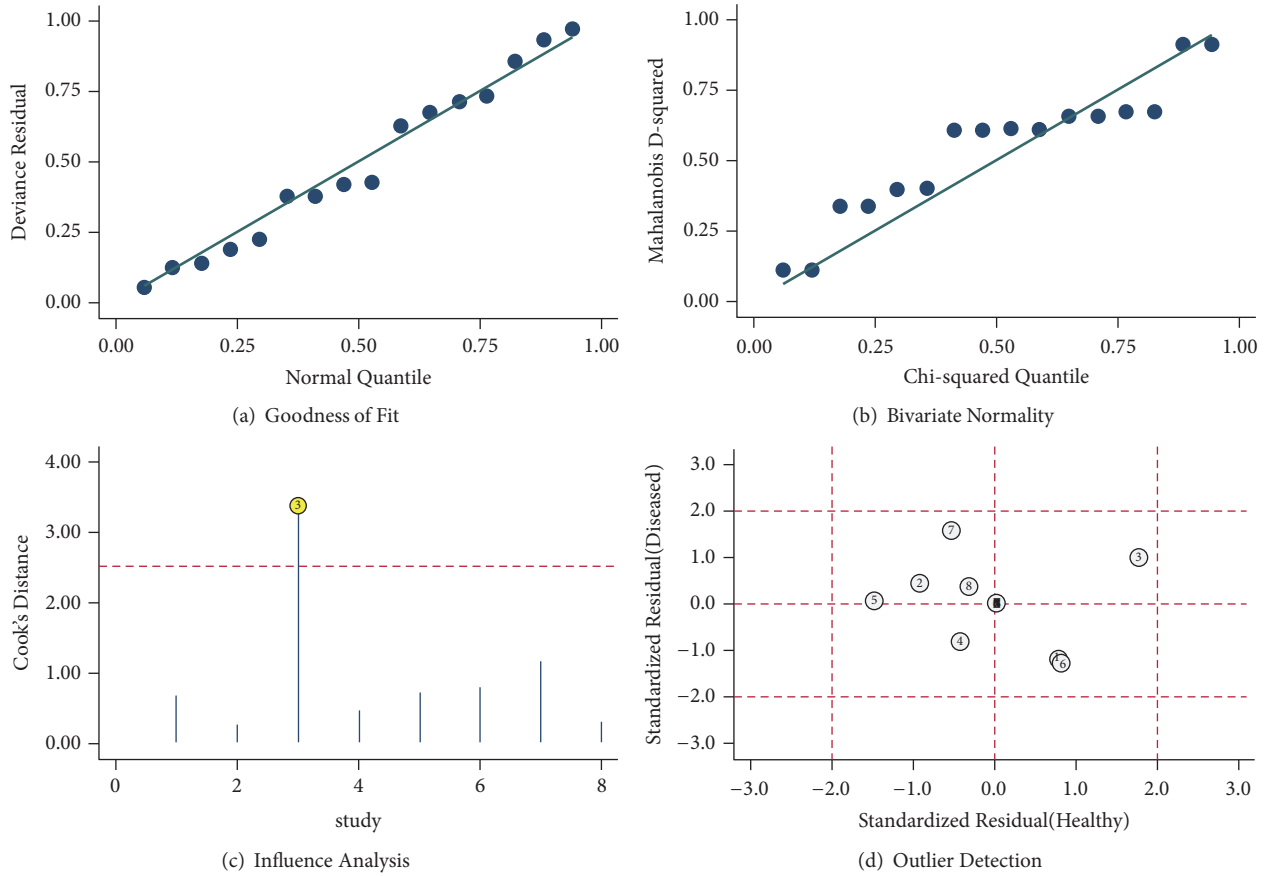 Deviance Residual
1.00
0.75
0.50
0.25
0.00
0.00 0.25 0.50 0.75 1.00
Normal Quantile
(a) Goodness of Fit
Mahalanobis D-squared
1.00
0.75
0.50
0.25
0.00
0.00 0.25 0.50 0.75 1.00
Chi-squared Quantile
(b) Bivariate Normality
Cook's Distance
4.00
3.00
2.00
1.00
0.00
3
0 2 4 6 8
study
(c) Influence Analysis
Standardized Residual(Diseased)
3.0
2.0
1.0
0.0
−1.0
−2.0
−3.0
7
3
2
8
5
4
1
6
−3.0 −2.0 −1.0 0.0 1.0 2.0 3.0
Standardized Residual(Healthy)
(d) Outlier Detection